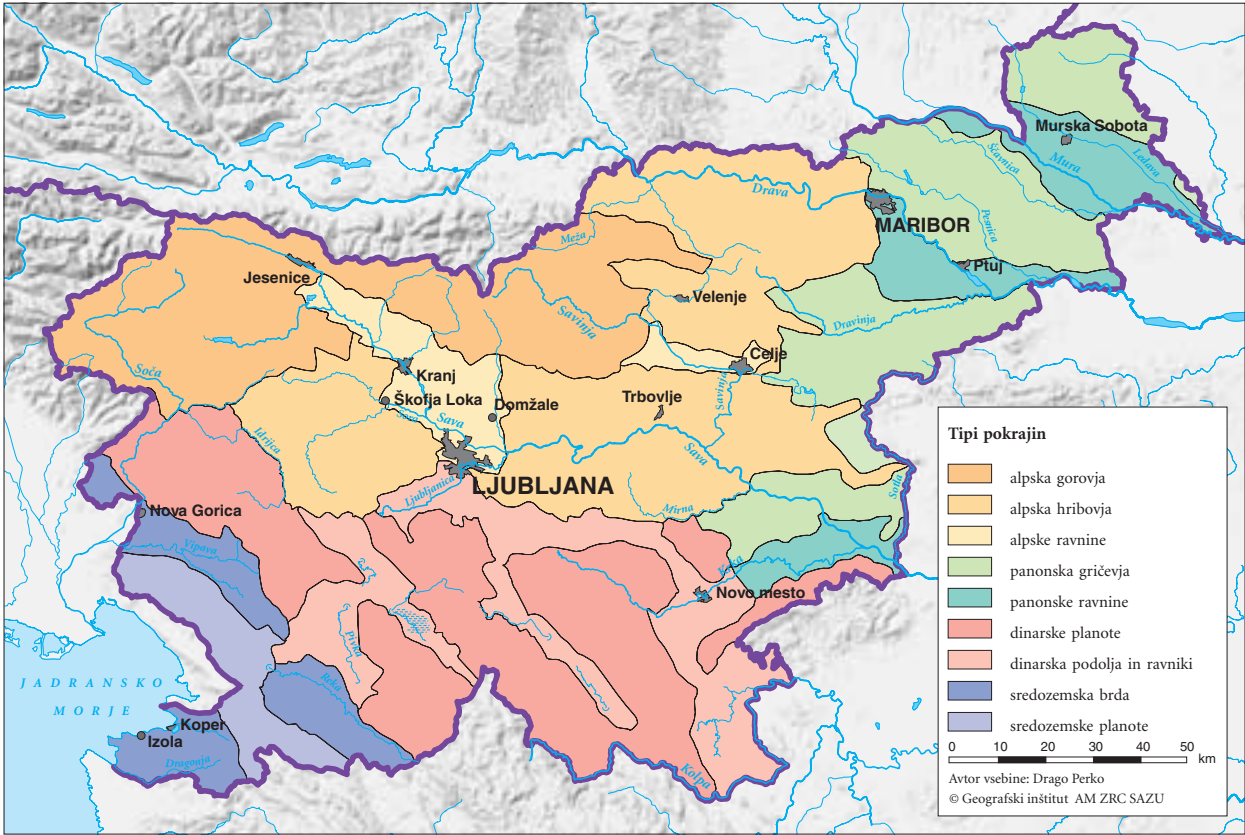 Murska Sobota
Ščavnica
Mura
Ledava
Drava
MARIBOR
Pesnica
Meža
Ptuj
Jesenice
Velenje
Savinja
Dravinja
Soča
Celje
Kranj
Škofja Loka
Domžale
Trbovlje
Savinja
Sora
Sava
Idrijca
Sava
LJUBLJANA
Ljubljanica
Sotla
Mirna
Nova Gorica
Vipava
Krka
Novo mesto
Pivka
Reka
JADRANSKO
MORJE
Koper
Izola
Dragonja
Kolpa
Tipi pokrajin
alpska gorovja
alpska hribovja
alpske ravnine
panonska gričevja
panonske ravnine
dinarske planote
dinarska podolja in ravniki
sredozemska brda
sredozemske planote
0 10 20 30 40 50 km
Avtor vsebine: Drago Perko
© Geografski inštitut AM ZRC SAZU